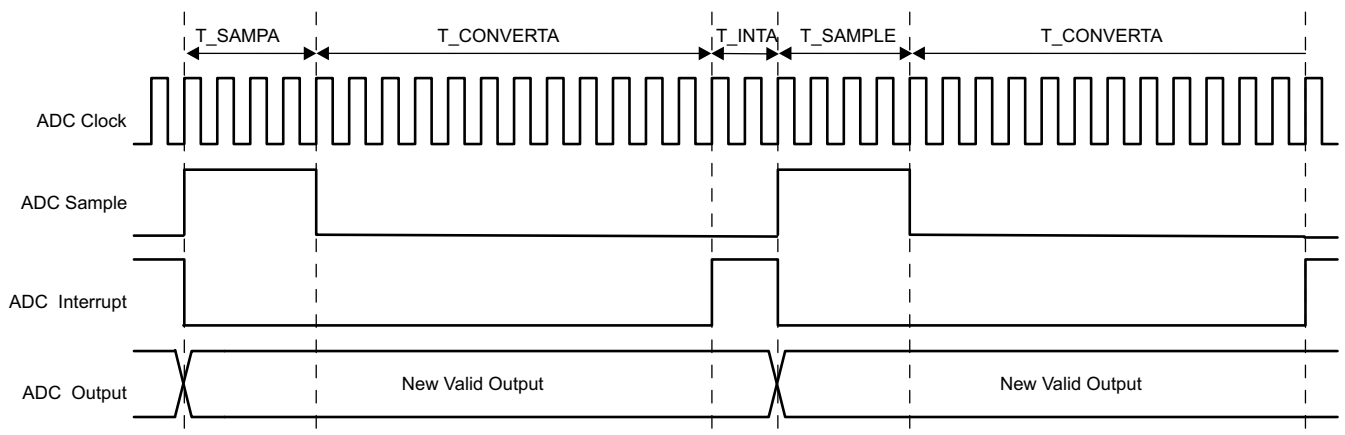 T_SAMPA T_CONVERTA T_INTA T_SAMPLE T_CONVERTA
ADC Clock
ADC Sample
ADC Interrupt
ADC Output New Valid Output New Valid Output